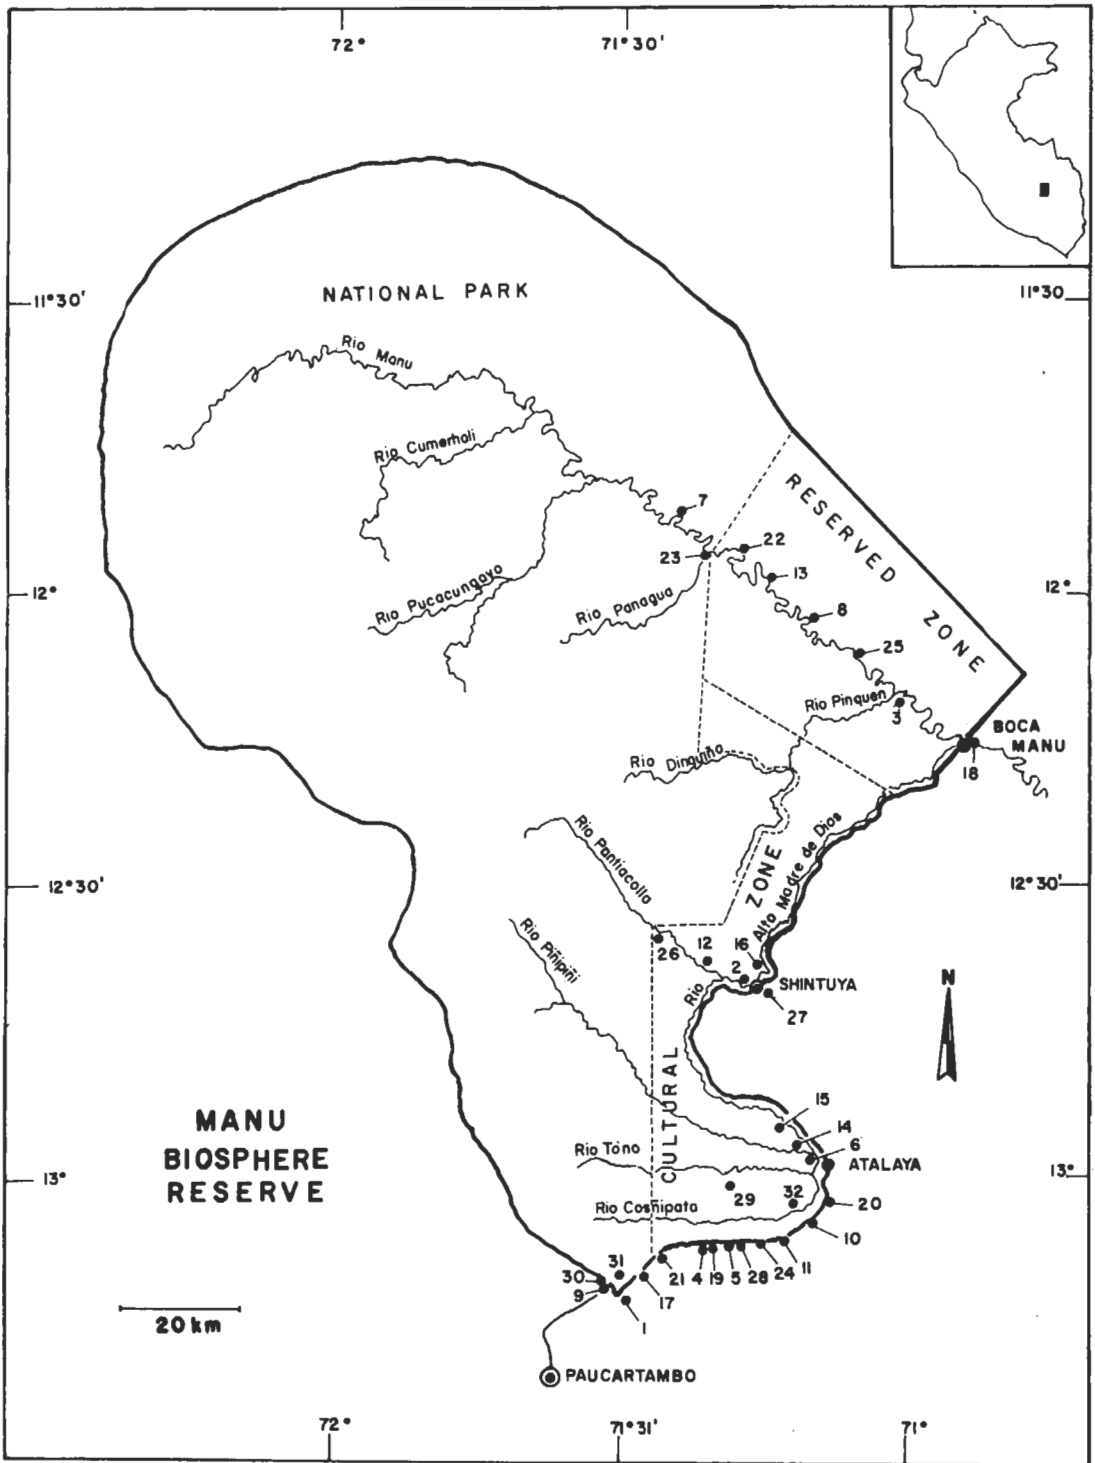 72°
71°30'
11°30'
11°30
NATIONAL PARK
Rio Manu
Rio Cumerhali
RESERVED ZONE
7
22
23
13
12°
12°
Rio Pucacungayo
Rio Panagua
8
25
Rio Pinquen
3
BOCA
MANU
18
Rio Dinquiña
Rio Pantiacolla
Rio Alto Madre de Dios
12°30'
12°30
CULTURAL ZONE
Rio Piñipiñi
26
12
16
2
SHINTUYA
27
N
15
14
6
MANU
BIOSPHERE
RESERVE
Rio Tono
ATALAYA
13°
13°
29
32
20
Rio Cosñipata
10
31
30
9
21
4
19
5
28
24
11
17
1
20 km
PAUCARTAMBO
72°
71°31'
71°